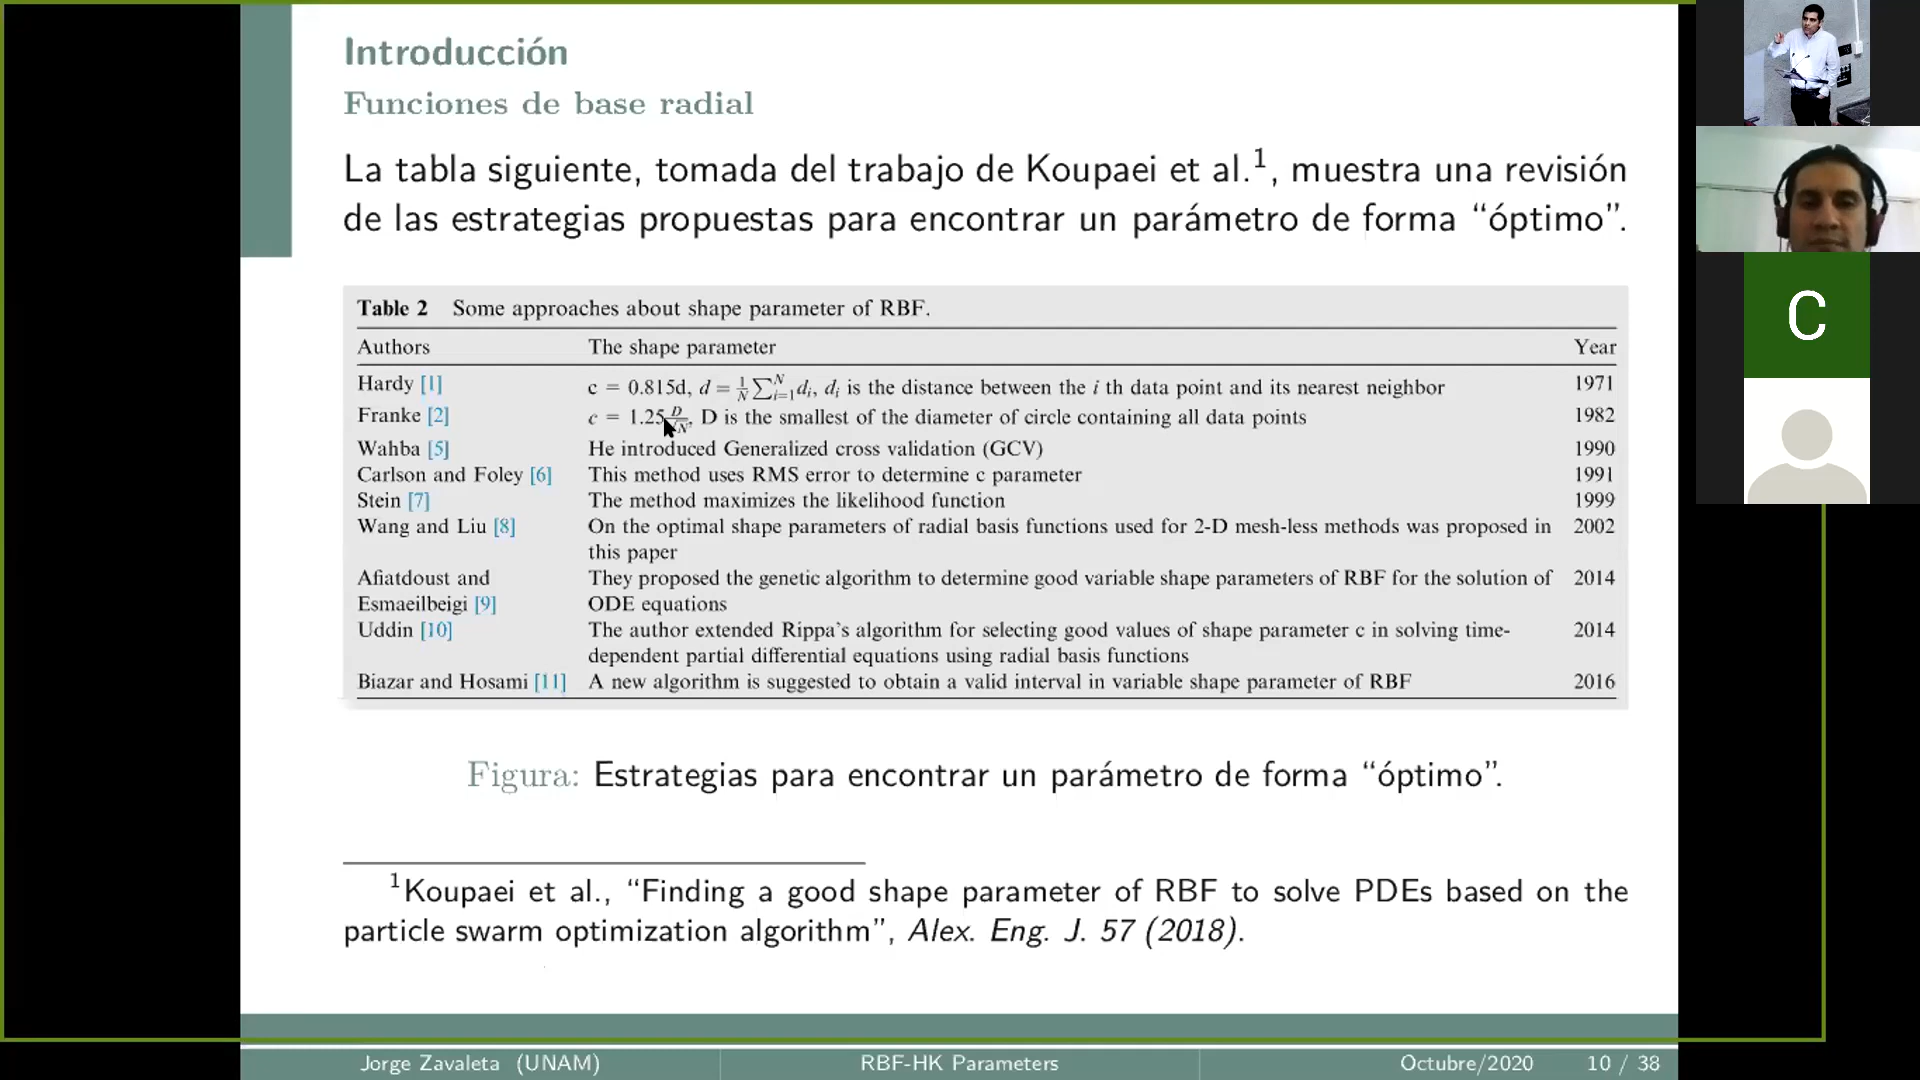 Introducción
Funciones de base radial
La tabla siguiente, tomada del trabajo de Koupaei et al.¹, muestra una revisión
de las estrategias propuestas para encontrar un parámetro de forma “óptimo”.
Table 2 Some approaches about shape parameter of RBF.
Authors The shape parameter Year
Hardy [1] c = 0.815d, d = 1/N ∑_{i=1}^{N} d_i, d_i is the distance between the i th data point and its nearest neighbor 1971
Franke [2] c = 1.25 D/√N, D is the smallest of the diameter of circle containing all data points 1982
Wahba [5] He introduced Generalized cross validation (GCV) 1990
Carlson and Foley [6] This method uses RMS error to determine c parameter 1991
Stein [7] The method maximizes the likelihood function 1999
Wang and Liu [8] On the optimal shape parameters of radial basis functions used for 2-D mesh-less methods was proposed in 2002
this paper
Afiatdoust and They proposed the genetic algorithm to determine good variable shape parameters of RBF for the solution of 2014
Esmaeilbeigi [9] ODE equations
Uddin [10] The author extended Rippa's algorithm for selecting good values of shape parameter c in solving time- 2014
dependent partial differential equations using radial basis functions
Biazar and Hosami [11] A new algorithm is suggested to obtain a valid interval in variable shape parameter of RBF 2016
Figura: Estrategias para encontrar un parámetro de forma “óptimo”.
¹Koupaei et al., “Finding a good shape parameter of RBF to solve PDEs based on the
particle swarm optimization algorithm”, Alex. Eng. J. 57 (2018).
Jorge Zavaleta (UNAM) RBF-HK Parameters Octubre/2020 10 / 38
C